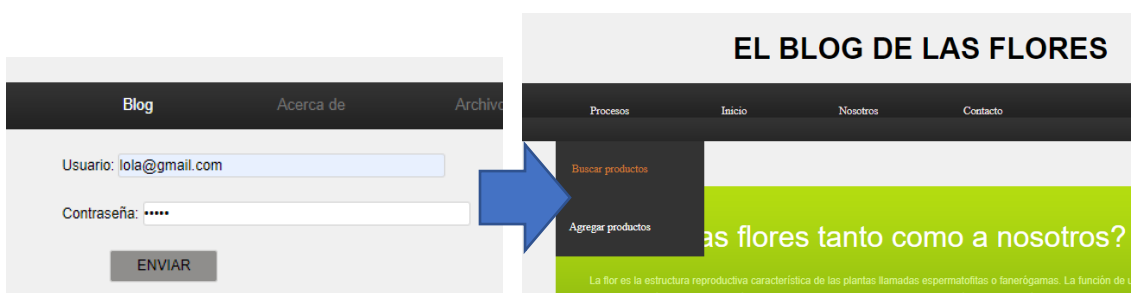 Blog Acerca de Archivo
Usuario: lola@gmail.com
Contraseña: •••••
ENVIAR
EL BLOG DE LAS FLORES
Procesos Inicio Nosotros Contacto
Buscar productos
Agregar productos
as flores tanto como a nosotros?
La flor es la estructura reproductiva característica de las plantas llamadas espermatofitas o fanerógamas. La función de u